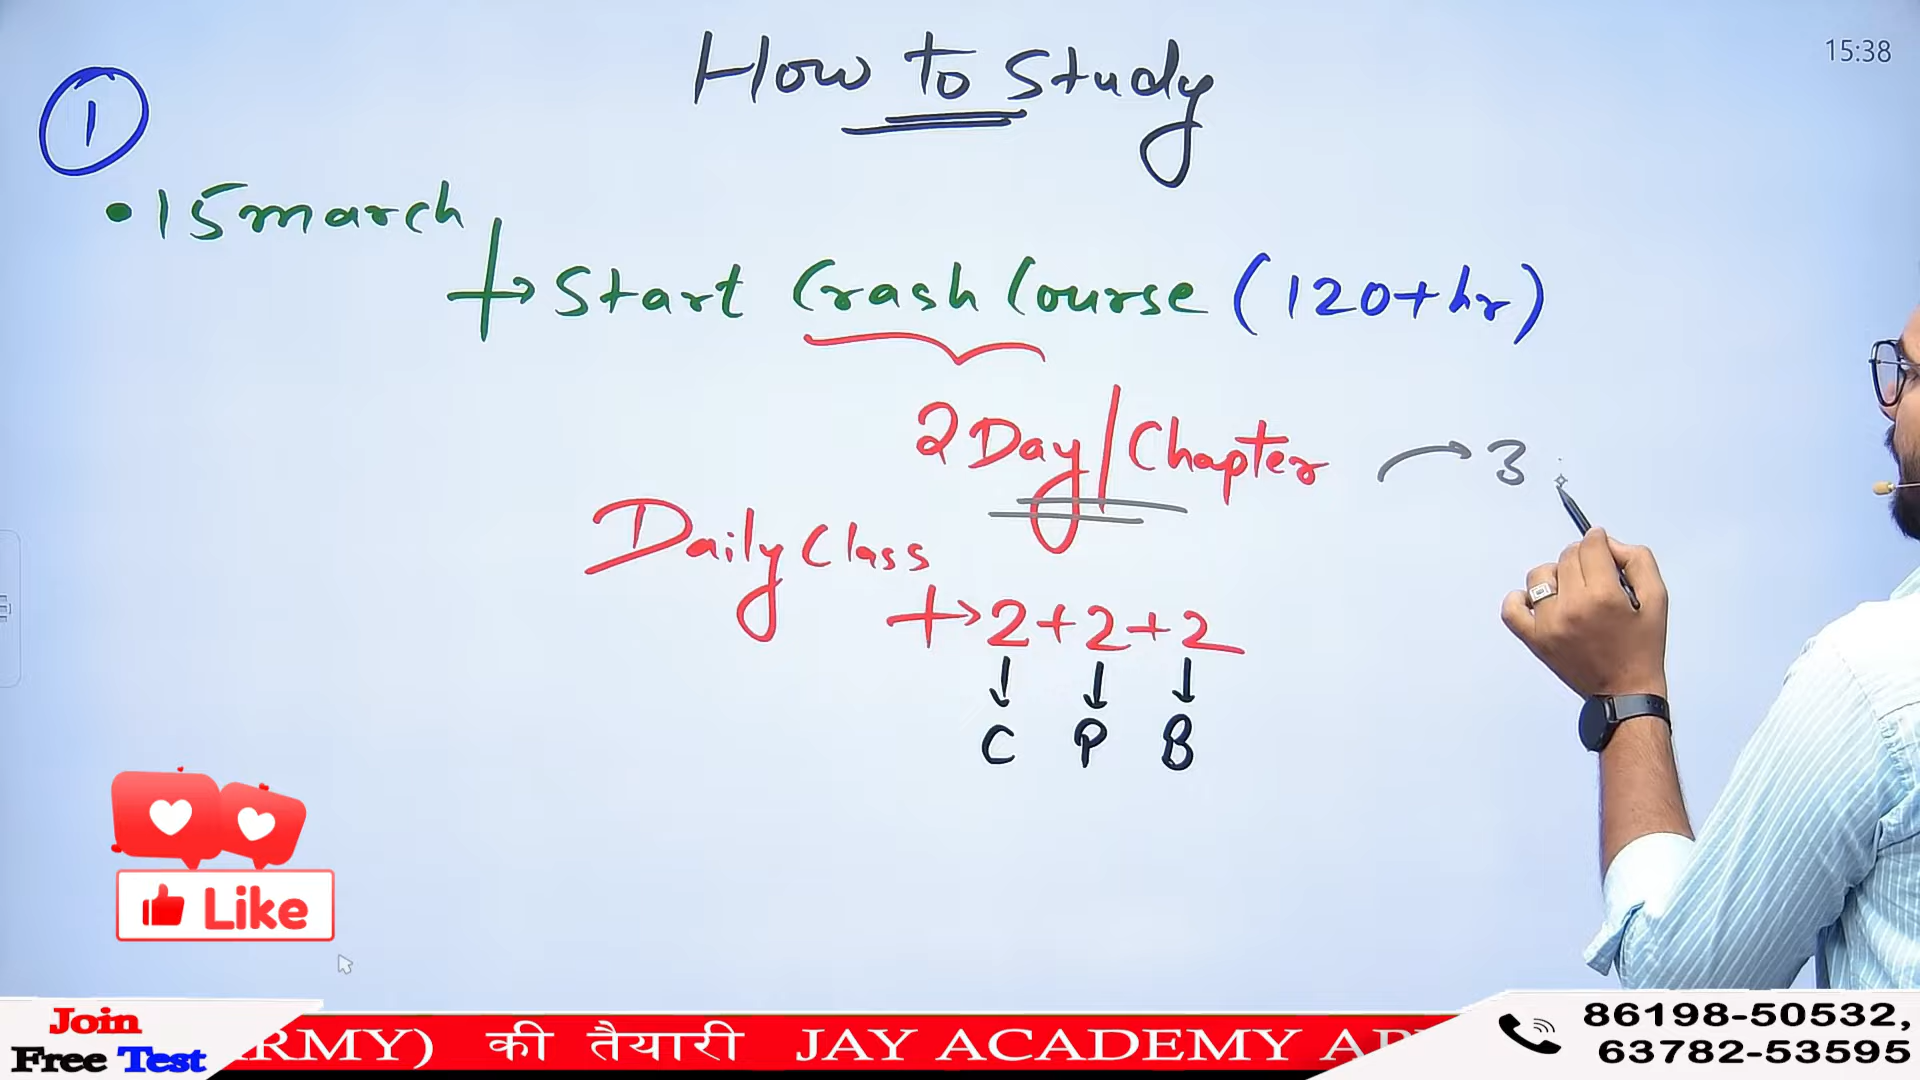 How to Study
15:38
1
• 15 march
→ Start Crash Course (120+hr)
2 Day/Chapter → 3
Daily Class
→ 2+2+2
↓ ↓ ↓
C P B
Like
Join
Free Test
RMY) की तैयारी JAY ACADEMY AP
86198-50532,
63782-53595